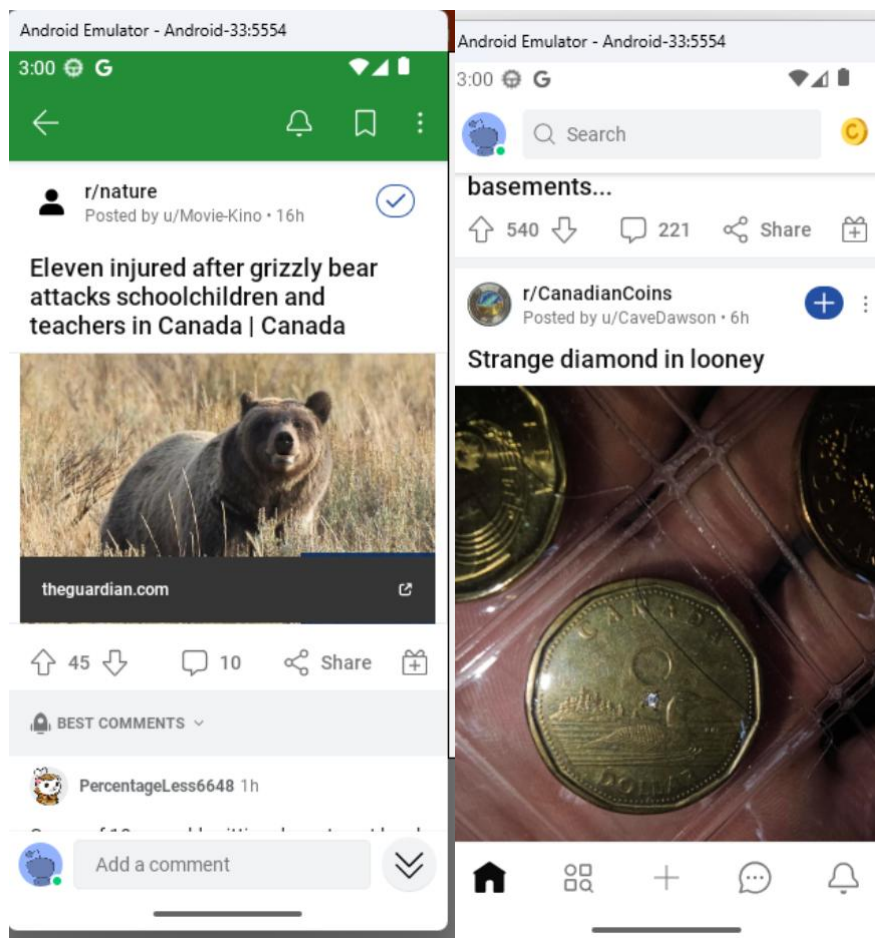 Android Emulator - Android-33:5554
3:00 G
r/nature
Posted by u/Movie-Kino • 16h
Eleven injured after grizzly bear
attacks schoolchildren and
teachers in Canada | Canada
theguardian.com
45 10 Share
BEST COMMENTS
PercentageLess6648 1h
Add a comment
Android Emulator - Android-33:5554
3:00 G
Search
basements...
540 221 Share
r/CanadianCoins
Posted by u/CaveDawson • 6h
Strange diamond in looney
CANADA
DOLLAR